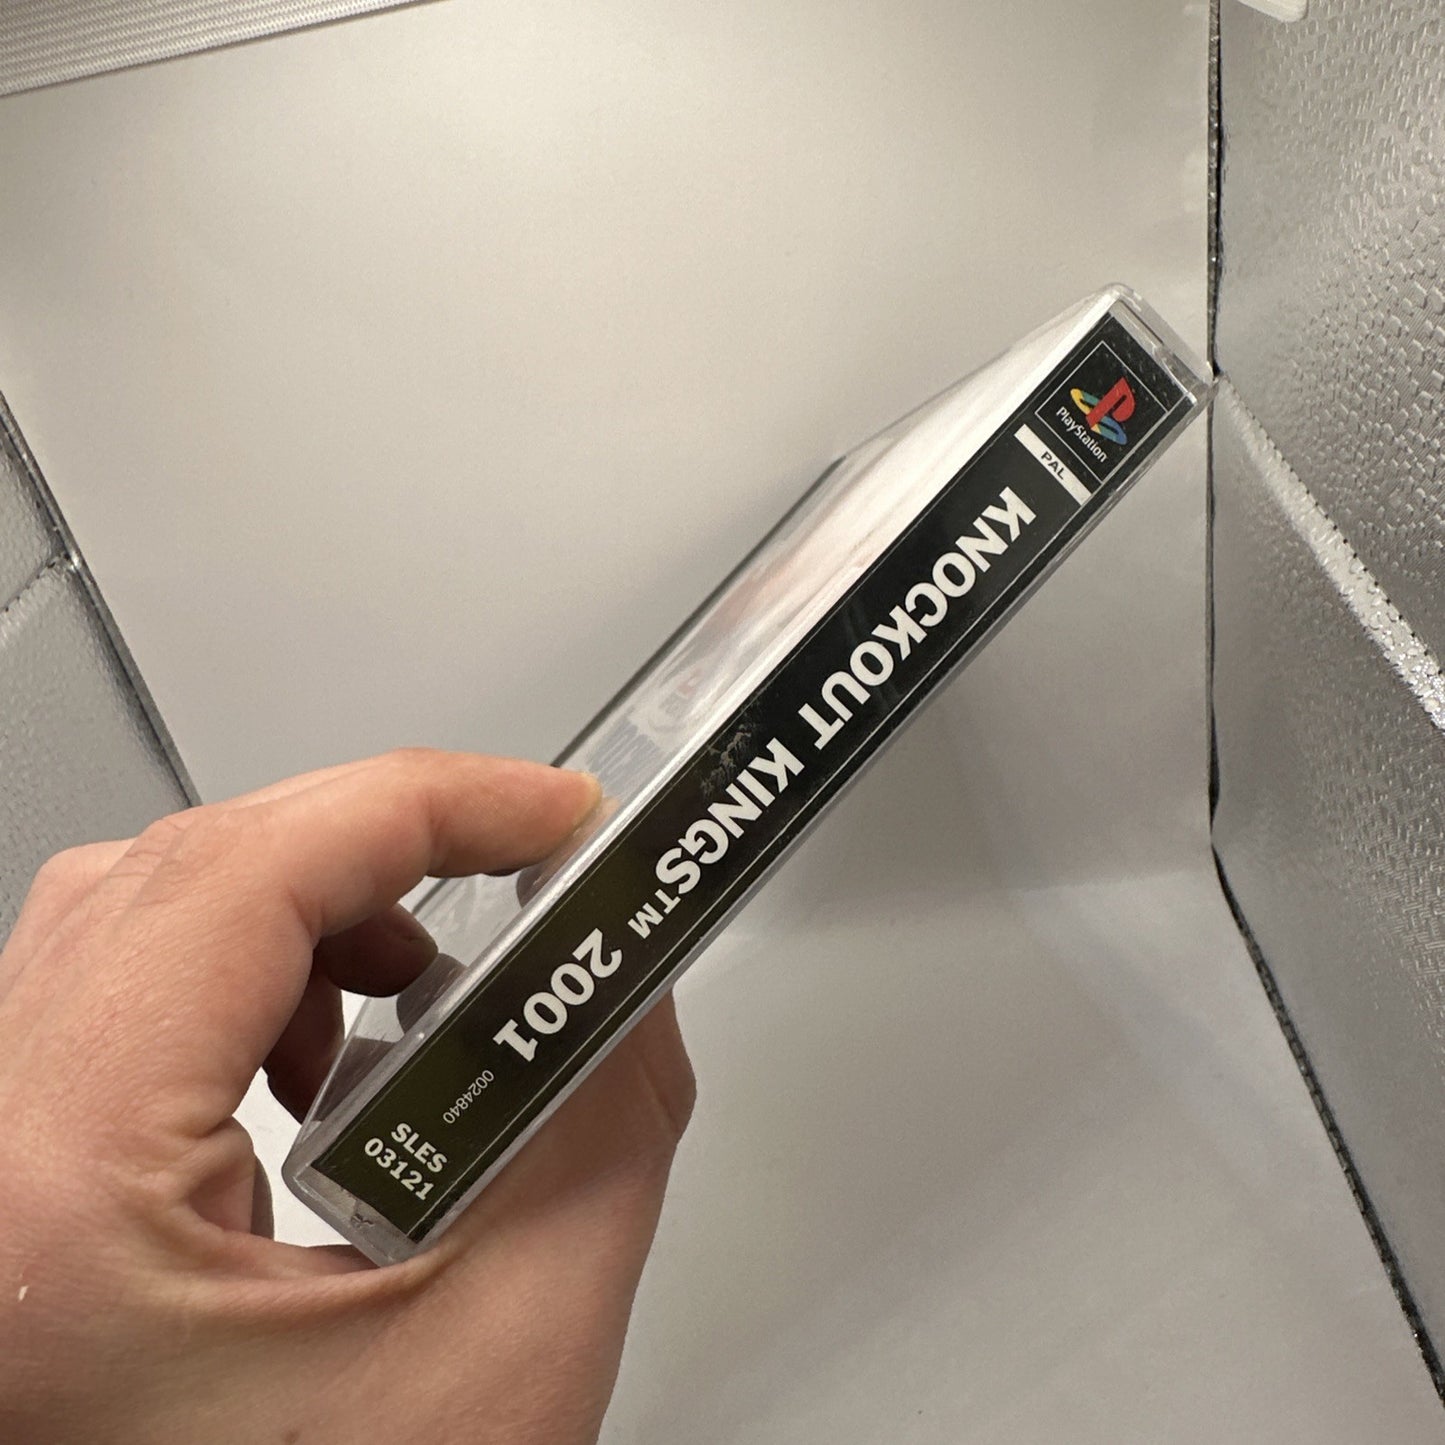 PlayStation
PAL
KNOCKOUT KINGS™ 2001
0024840
SLES
03121